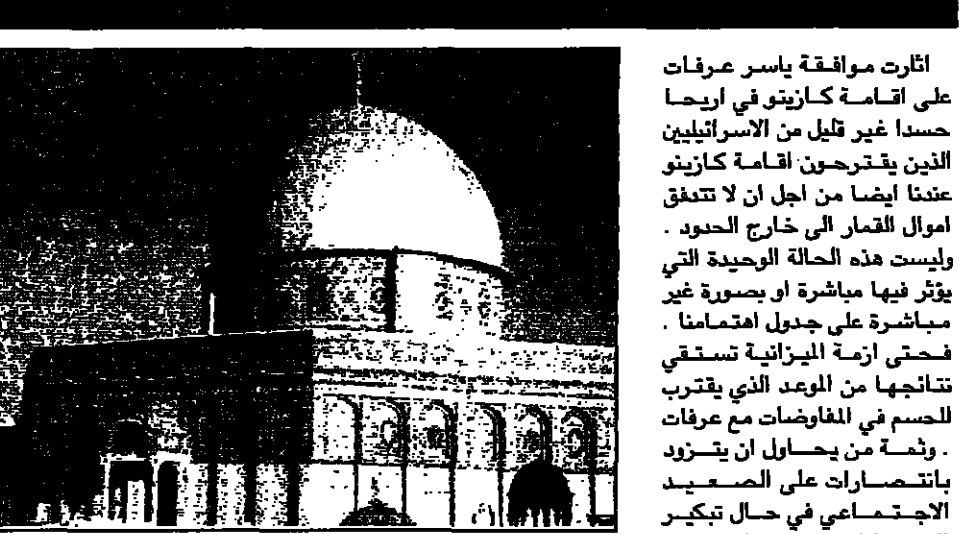 اثارت موافقة ياسر عرفات
على اقامة كازينو في اريحا
حسدا غير قليل من الاسرائيليين
الذين يقترحون اقامة كازينو
عندنا ايضا من اجل ان لا تتدفق
اموال القمار الى خارج الحدود .
وليست هذه الحالة الوحيدة التي
يؤثر فيها مباشرة او بصورة غير
مباشرة على جدول اهتمامنا .
فحتى ازمة الميزانية تستقي
نتائجها من الموعد الذي يقترب
للحسم في المفاوضات مع عرفات
. وثمة من يحاول ان يتزود
بانتصارات على الصعيد
الاجتماعي في حال تبكير